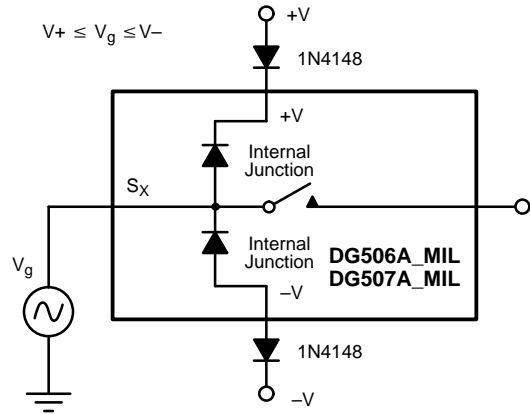 +V
V+ ≤ Vg ≤ V–
1N4148
+V
Internal
Junction
SX
Internal
Junction
DG506A_MIL
DG507A_MIL
Vg
–V
1N4148
–V